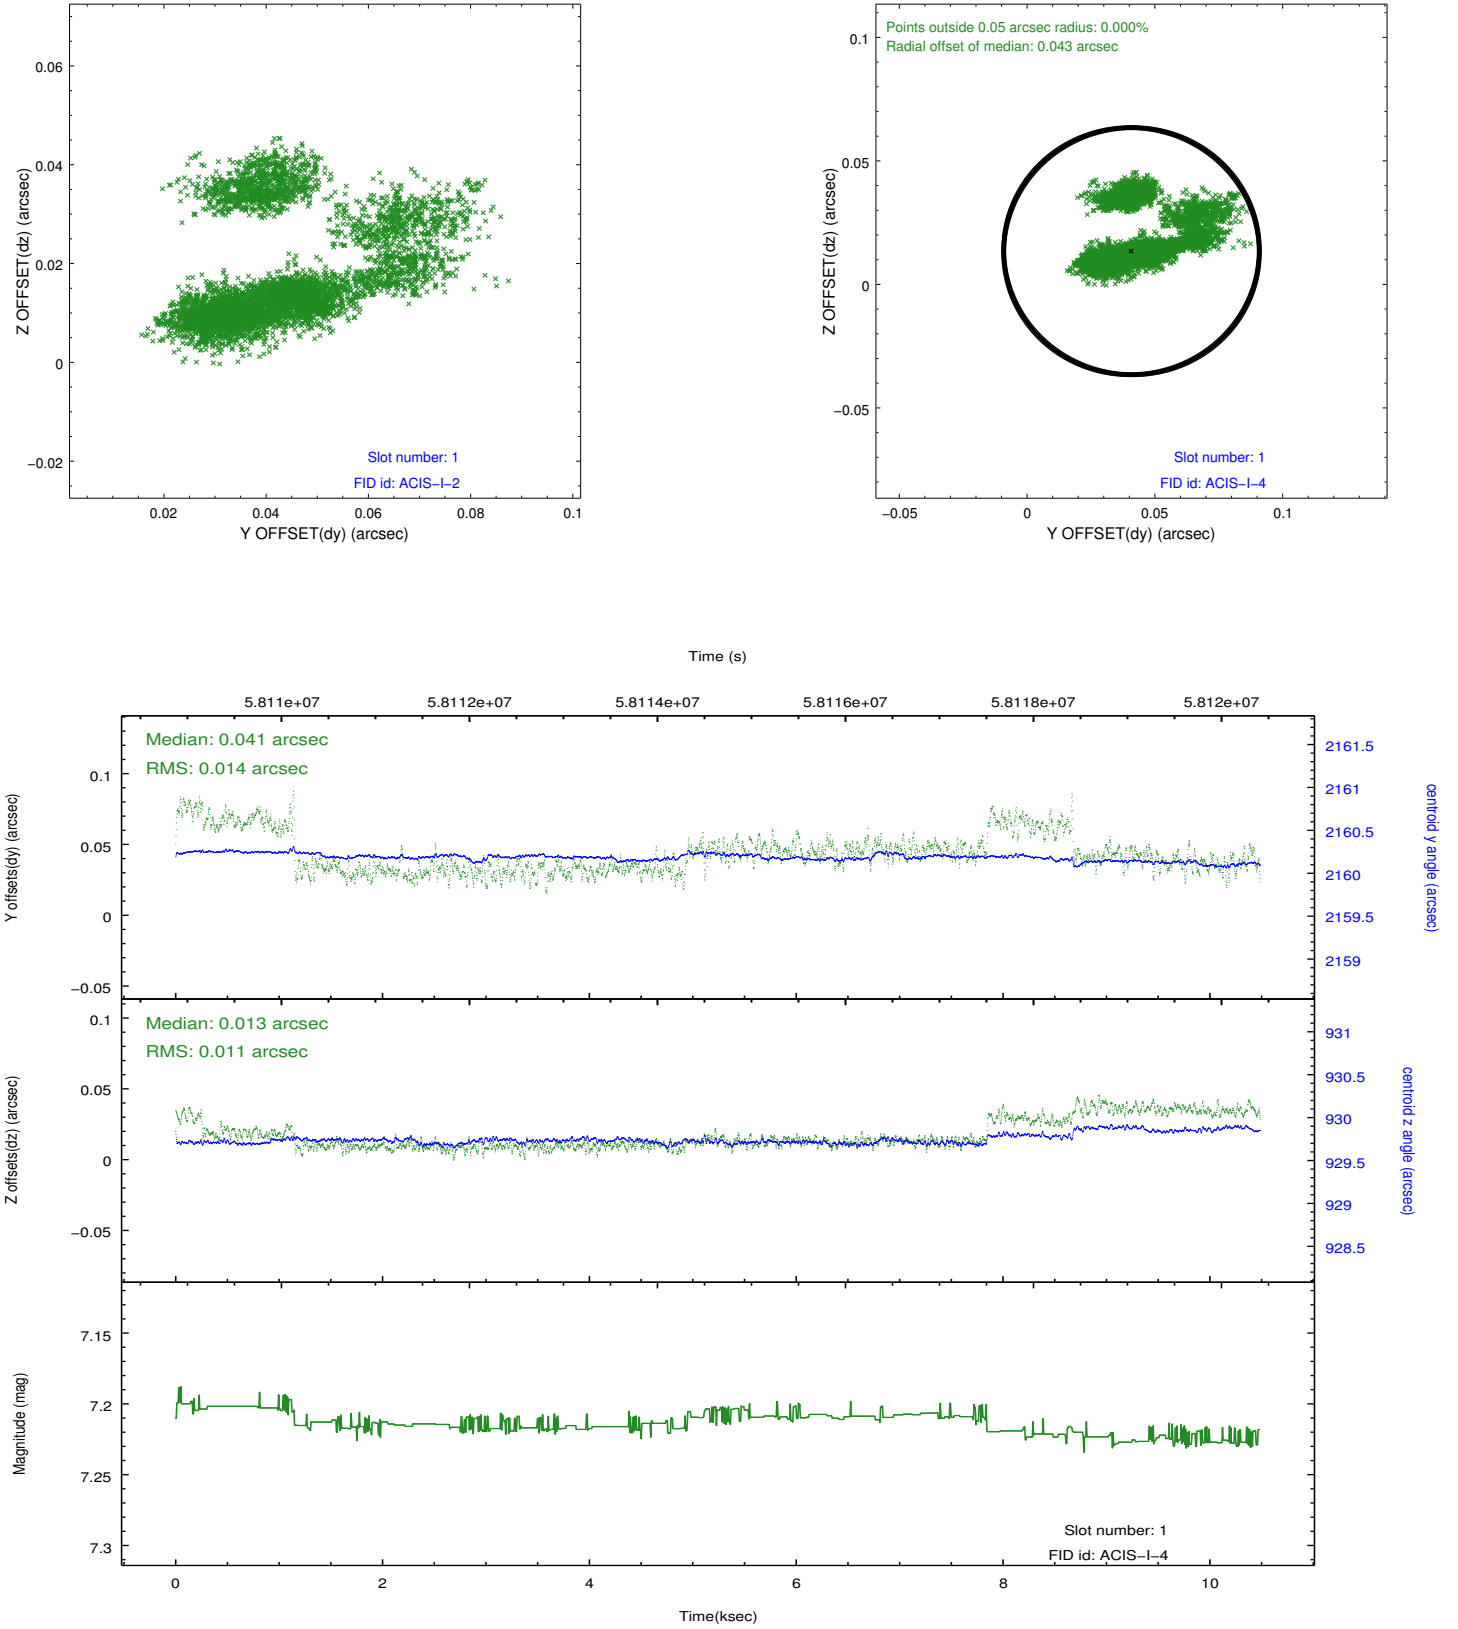 0.06
0.04
0.02
0
−0.02
Z OFFSET(dz) (arcsec)
Slot number: 1
FID id: ACIS−I−2
0.02
0.04
0.06
0.08
0.1
Y OFFSET(dy) (arcsec)
Points outside 0.05 arcsec radius: 0.000%
Radial offset of median: 0.043 arcsec
0.1
0.05
0
−0.05
Z OFFSET(dz) (arcsec)
Slot number: 1
FID id: ACIS−I−4
−0.05
0
0.05
0.1
Y OFFSET(dy) (arcsec)
Time (s)
5.811e+07
5.8112e+07
5.8114e+07
5.8116e+07
5.8118e+07
5.812e+07
Median: 0.041 arcsec
RMS: 0.014 arcsec
0.1
0.05
0
−0.05
Y offsets(dy) (arcsec)
2161.5
2161
2160.5
2160
2159.5
2159
centroid y angle (arcsec)
Median: 0.013 arcsec
RMS: 0.011 arcsec
0.1
0.05
0
−0.05
Z offsets(dz) (arcsec)
931
930.5
930
929.5
929
928.5
centroid z angle (arcsec)
7.15
7.2
7.25
7.3
Magnitude (mag)
Slot number: 1
FID id: ACIS−I−4
0
2
4
6
8
10
Time(ksec)